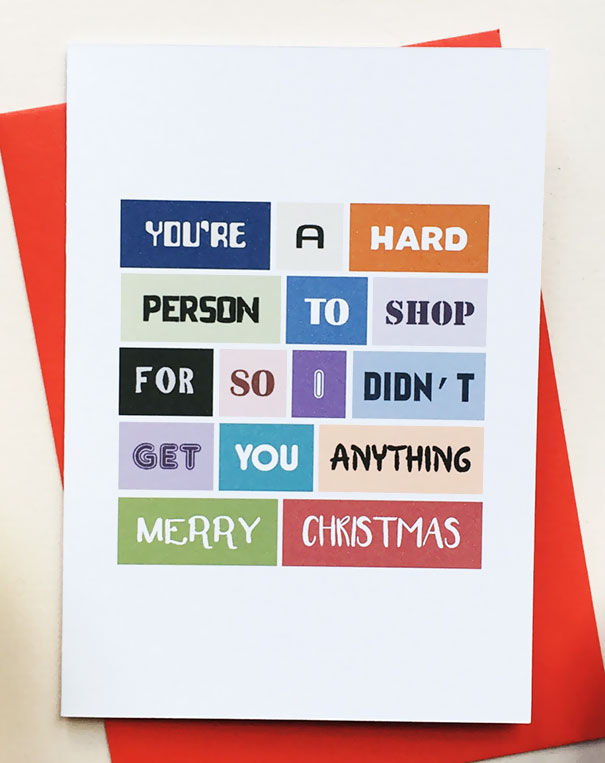 YOU'RE A HARD
PERSON TO SHOP
FOR SO I DIDN'T
GET YOU ANYTHING
MERRY CHRISTMAS